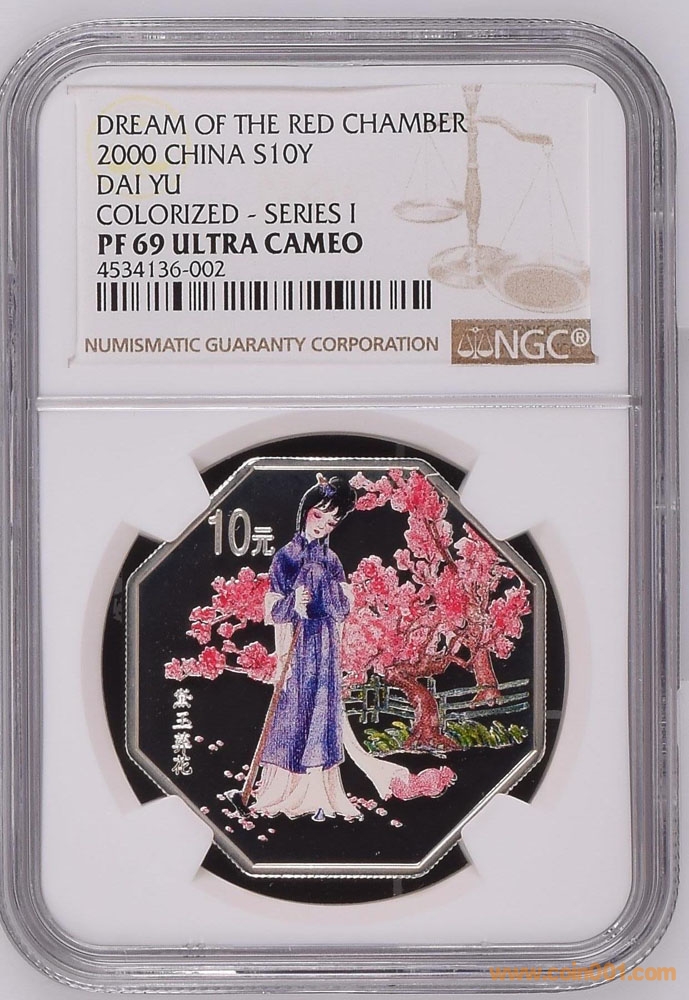 DREAM OF THE RED CHAMBER
2000 CHINA S10Y
DAI YU
COLORIZED - SERIES I
PF 69 ULTRA CAMEO
4534136-002
NUMISMATIC GUARANTY CORPORATION
NGC®
10元
黛玉葬花
www.coin001.com